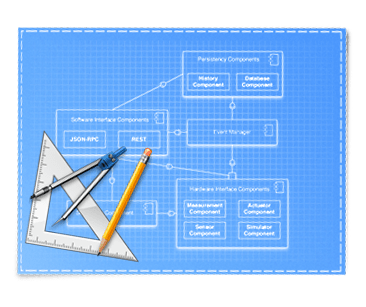 Persistency Components
History
Component
Database
Component
Software Interface Components
JSON-RPC
REST
Event Manager
Component
Hardware Interface Components
Measurement
Component
Actuator
Component
Sensor
Component
Simulator
Component